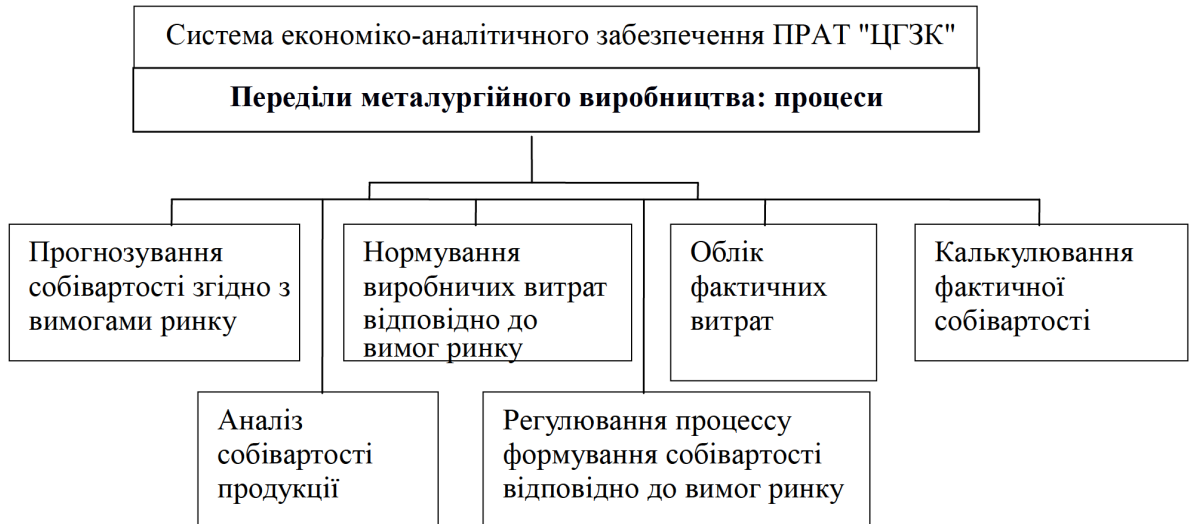 Система економіко-аналітичного забезпечення ПРАТ "ЦГЗК"
Переділи металургійного виробництва: процеси
Прогнозування
собівартості згідно з
вимогами ринку
Нормування
виробничих витрат
відповідно до
вимог ринку
Облік
фактичних
витрат
Калькулювання
фактичної
собівартості
Аналіз
собівартості
продукції
Регулювання процессу
формування собівартості
відповідно до вимог ринку